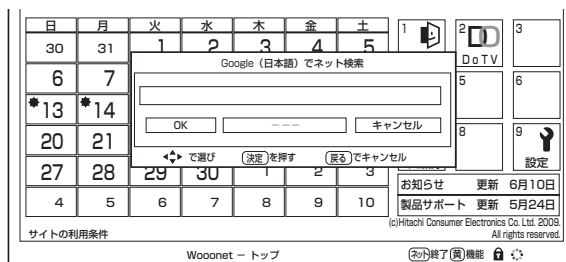 日 月 火 水 木 金 土
30 31 1 2 3 4 5
6 7
13 14
20 21
27 28 29 30 1 2 3
4 5 6 7 8 9 10
サイトの利用条件
Google（日本語）でネット検索
OK
---
キャンセル
で選び 決定を押す 戻るでキャンセル
1
2
DoTV
3
5
6
8
9
設定
お知らせ 更新 6月10日
製品サポート 更新 5月24日
(c)Hitachi Consumer Electronics Co. Ltd. 2009.
All rights reserved.
Wooonet － トップ
ネット終了 黄機能